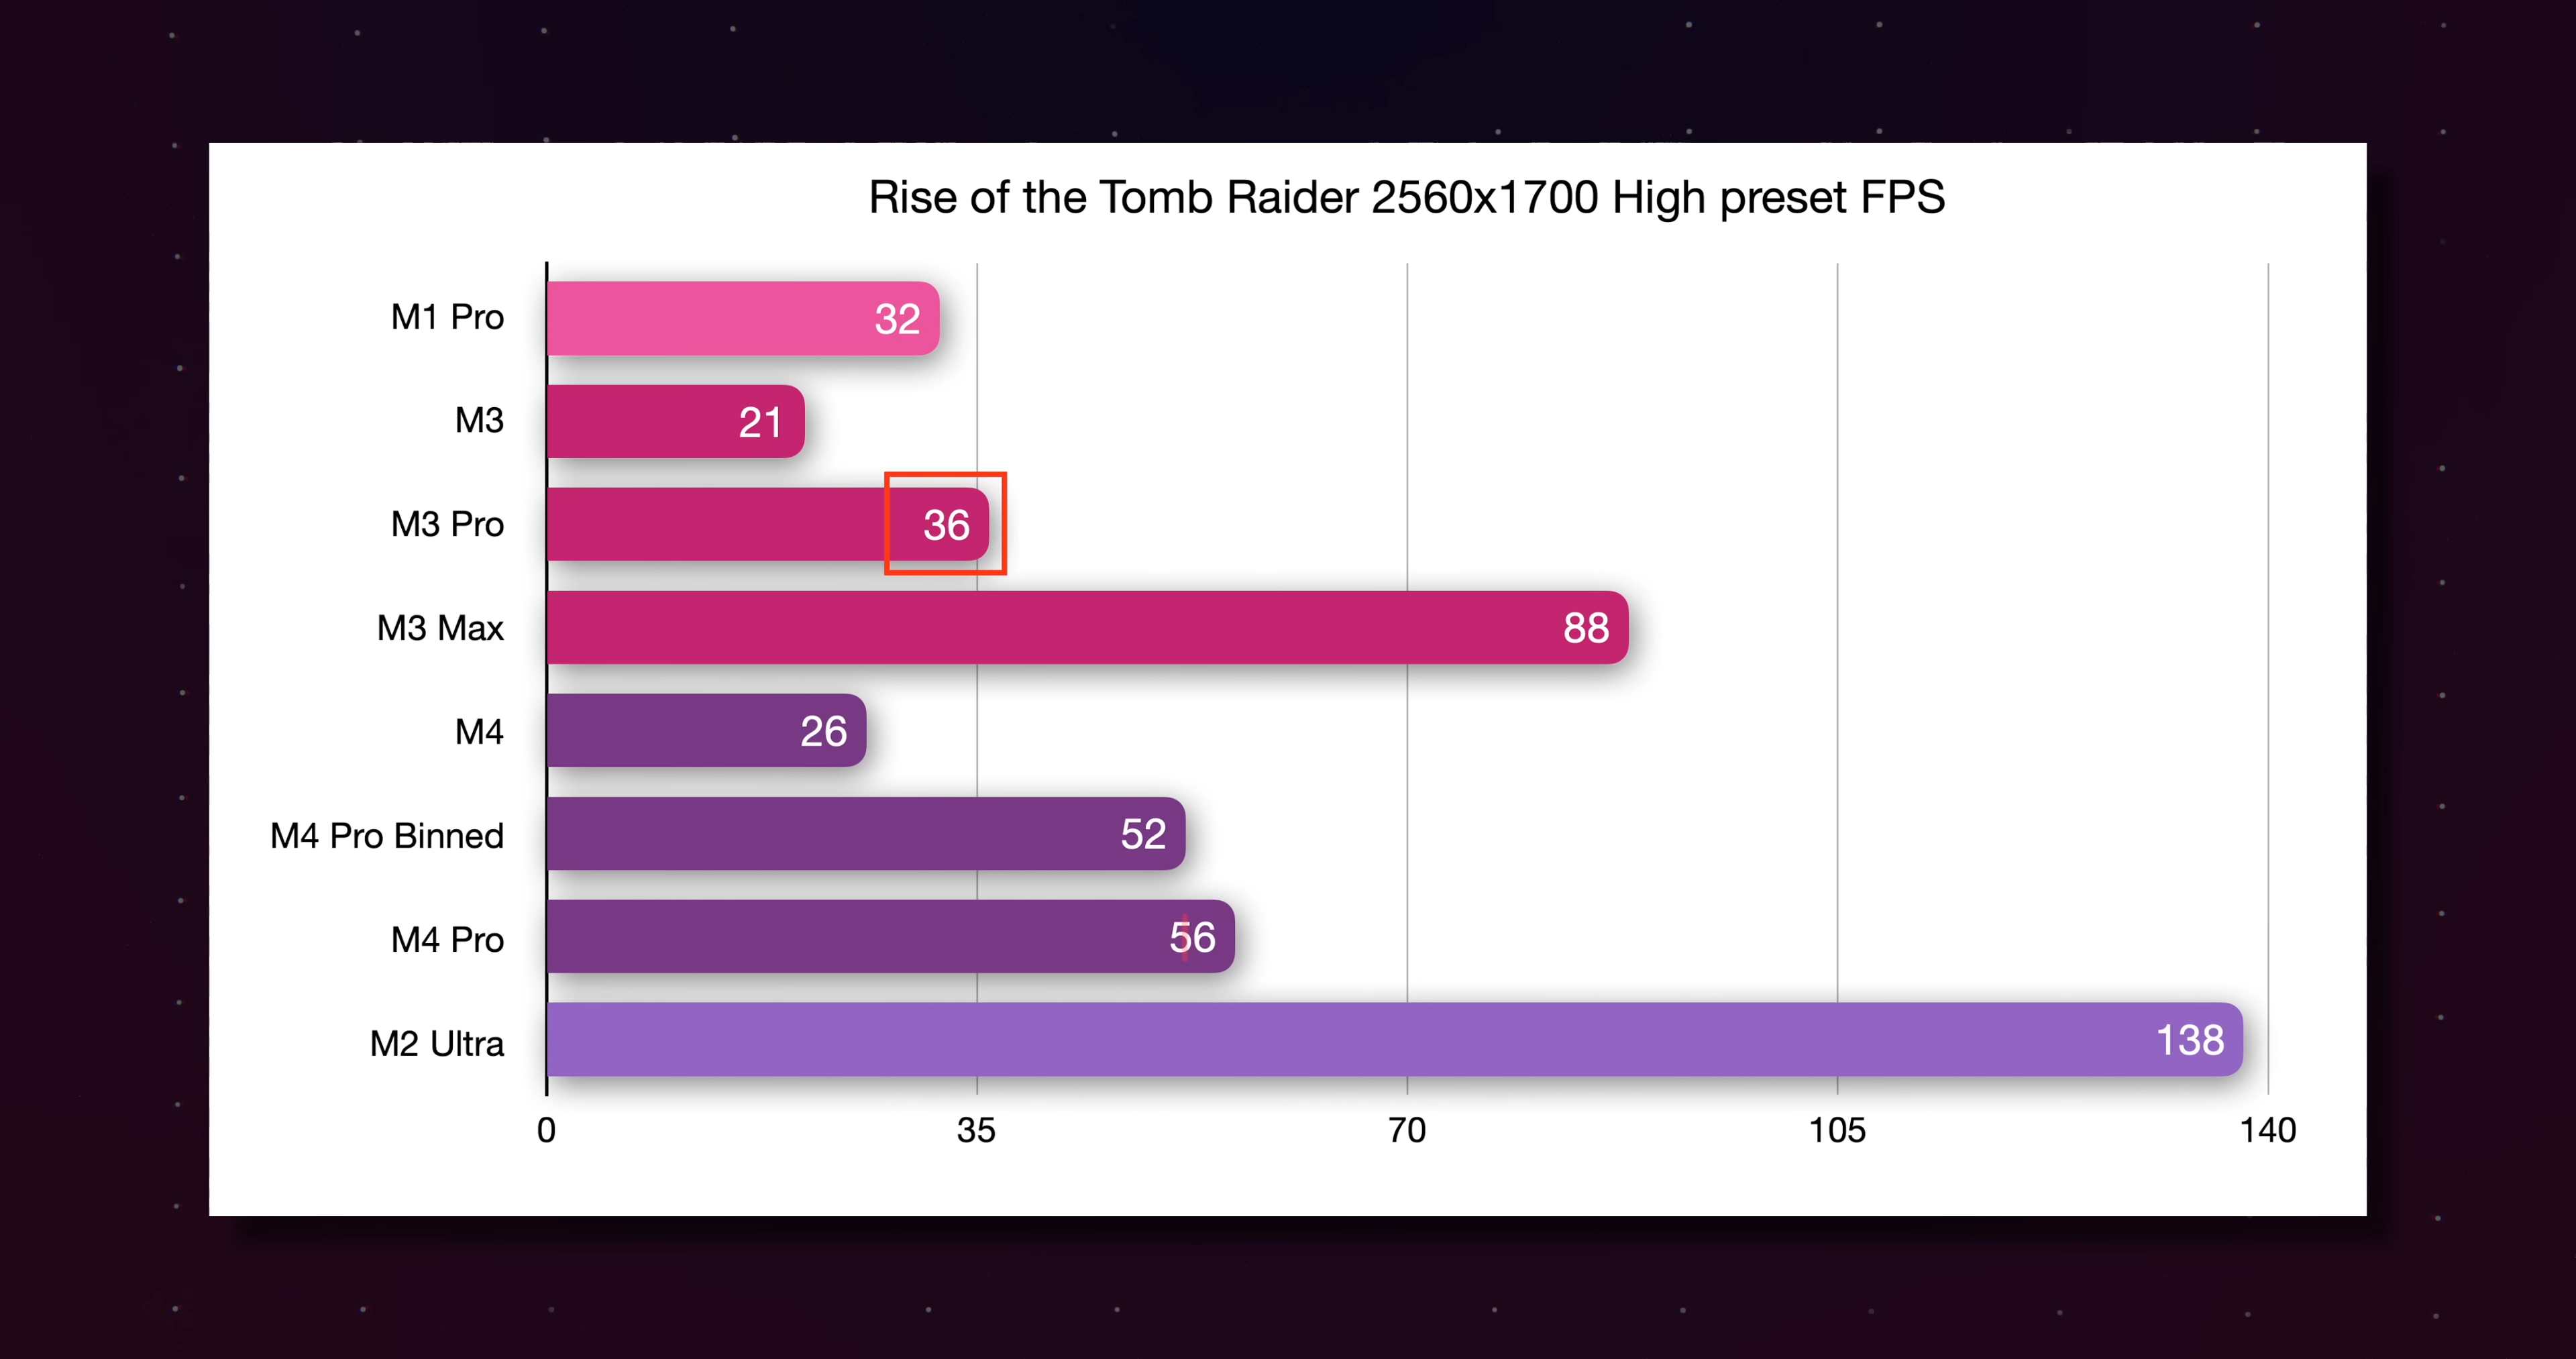 Rise of the Tomb Raider 2560x1700 High preset FPS
M1 Pro 32
M3 21
M3 Pro 36
M3 Max 88
M4 26
M4 Pro Binned 52
M4 Pro 56
M2 Ultra 138
0 35 70 105 140